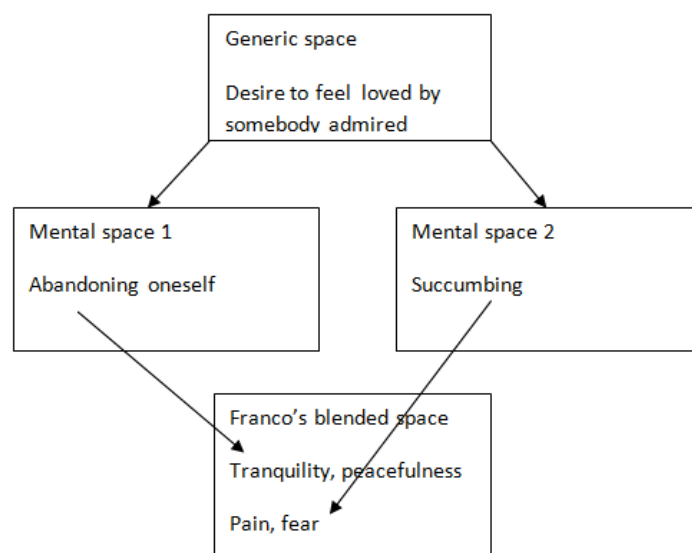 Generic space
Desire to feel loved by
somebody admired
Mental space 1
Abandoning oneself
Mental space 2
Succumbing
Franco's blended space
Tranquility, peacefulness
Pain, fear